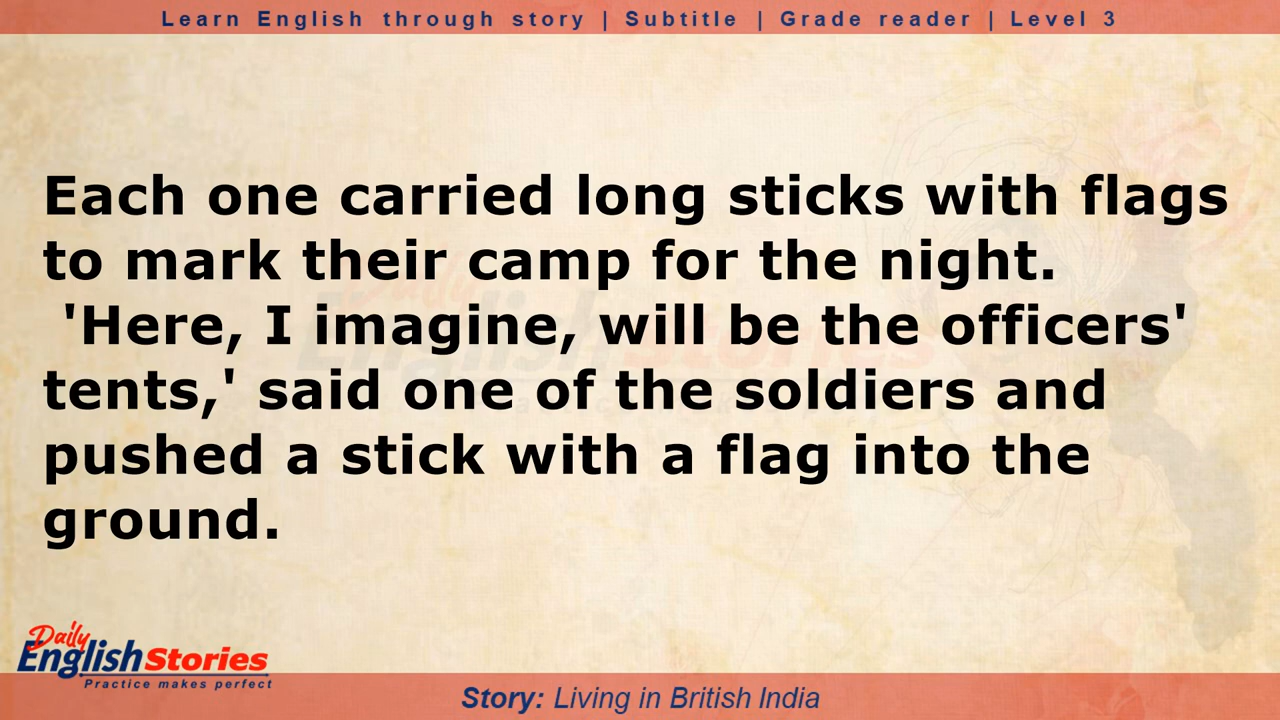 Learn English through story | Subtitle | Grade reader | Level 3
Each one carried long sticks with flags
to mark their camp for the night.
'Here, I imagine, will be the officers'
tents,' said one of the soldiers and
pushed a stick with a flag into the
ground.
Daily
English Stories
Practice makes perfect
Story: Living in British India